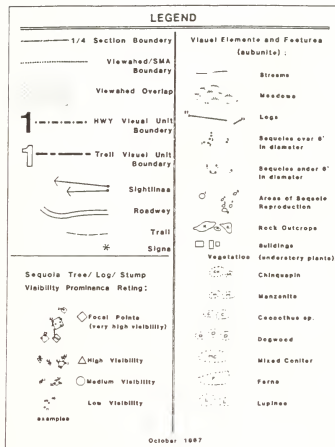 LEGEND
1/4 Section Boundary
Viewshed/SMA
Boundary
Viewshed Overlap
1 HWY Visual Unit
Boundary
1 Trail Visual Unit
Boundary
Sightlines
Roadway
Trail
* Signs
Sequoia Tree/ Log/ Stump
Visibility Prominence Rating:
Focal Points
(very high visibility)
High Visibility
Medium Visibility
Low Visibility
examples
Visual Elements and Features
(subunite) :
Streams
Meadows
Logs
Sequoias over 8'
in diameter
Sequoias under 8'
in diameter
Areas of Sequoia
Reproduction
Rock Outcrops
Buildings
Vegetation (understory plants)
Chinquapin
Manzanita
Ceanothus sp.
Dogwood
Mixed Conifer
Ferns
Lupines
October 1987